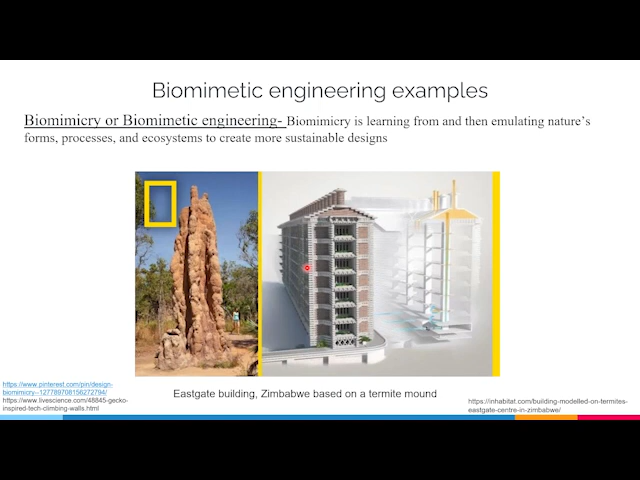 Biomimetic engineering examples
Biomimicry or Biomimetic engineering- Biomimicry is learning from and then emulating nature's
forms, processes, and ecosystems to create more sustainable designs
https://www.pinterest.com/pin/design-
biomimicry--127789708156272794/
https://www.livescience.com/48845-gecko-
inspired-tech-climbing-walls.html
Eastgate building, Zimbabwe based on a termite mound
https://inhabitat.com/building-modelled-on-termites-
eastgate-centre-in-zimbabwe/